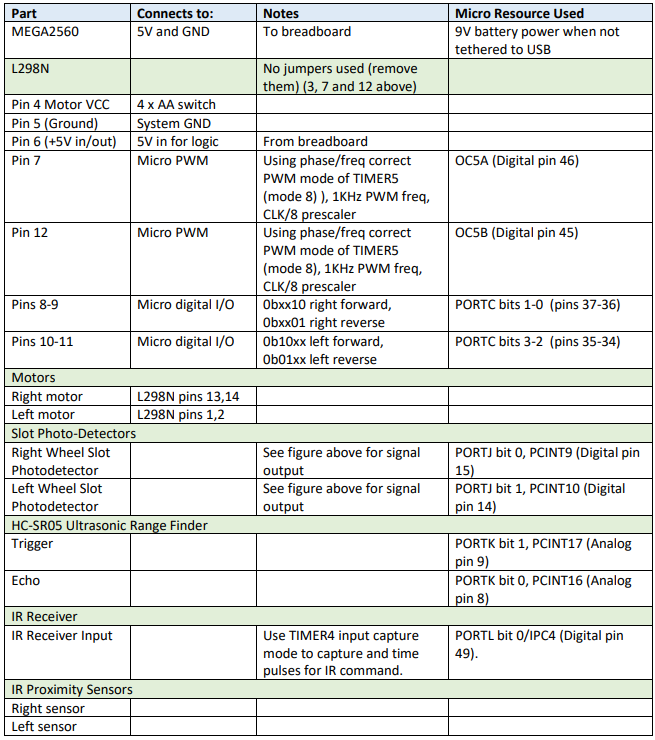 Part Connects to: Notes Micro Resource Used
MEGA2560 5V and GND To breadboard 9V battery power when not
tethered to USB
L298N No jumpers used (remove
them) (3, 7 and 12 above)
Pin 4 Motor VCC 4 x AA switch
Pin 5 (Ground) System GND
Pin 6 (+5V in/out) 5V in for logic From breadboard
Pin 7 Micro PWM Using phase/freq correct OC5A (Digital pin 46)
PWM mode of TIMER5
(mode 8) ), 1KHz PWM freq,
CLK/8 prescaler
Pin 12 Micro PWM Using phase/freq correct OC5B (Digital pin 45)
PWM mode of TIMER5
(mode 8), 1KHz PWM freq,
CLK/8 prescaler
Pins 8-9 Micro digital I/O 0bxx10 right forward, PORTC bits 1-0 (pins 37-36)
0bxx01 right reverse
Pins 10-11 Micro digital I/O 0b10xx left forward, PORTC bits 3-2 (pins 35-34)
0b01xx left reverse
Motors
Right motor L298N pins 13,14
Left motor L298N pins 1,2
Slot Photo-Detectors
Right Wheel Slot See figure above for signal PORTJ bit 0, PCINT9 (Digital pin
Photodetector output 15)
Left Wheel Slot See figure above for signal PORTJ bit 1, PCINT10 (Digital
Photodetector output pin 14)
HC-SR05 Ultrasonic Range Finder
Trigger PORTK bit 1, PCINT17 (Analog
pin 9)
Echo PORTK bit 0, PCINT16 (Analog
pin 8)
IR Receiver
IR Receiver Input Use TIMER4 input capture PORTL bit 0/IPC4 (Digital pin
mode to capture and time 49).
pulses for IR command.
IR Proximity Sensors
Right sensor
Left sensor